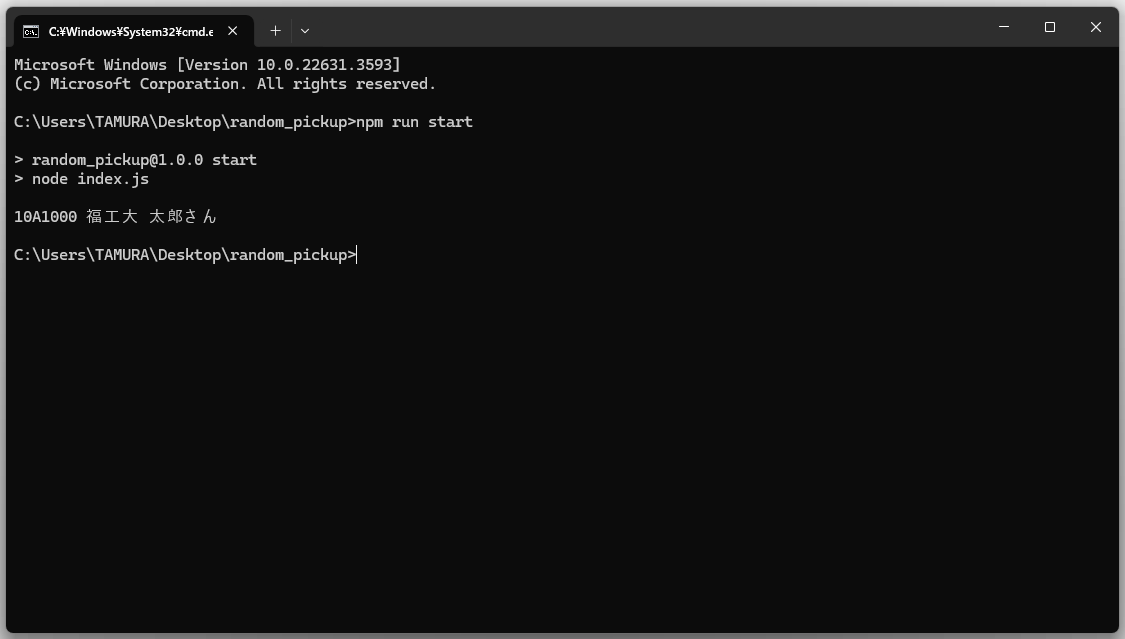 C:¥Windows¥System32¥cmd.e
Microsoft Windows [Version 10.0.22631.3593]
(c) Microsoft Corporation. All rights reserved.
C:\Users\TAMURA\Desktop\random_pickup>npm run start
> random_pickup@1.0.0 start
> node index.js
10A1000 福工大 太郎さん
C:\Users\TAMURA\Desktop\random_pickup>